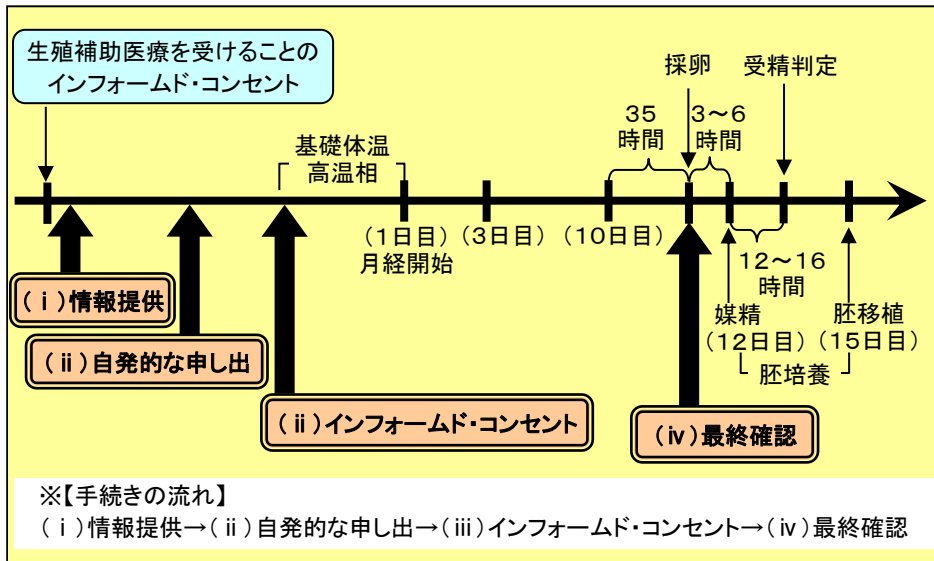 生殖補助医療を受けることの
インフォームド・コンセント
採卵
受精判定
35
時間
3～6
時間
基礎体温
高温相
(1日目)
月経開始
(3日目)
(10日目)
12～16
時間
媒精
(12日目)
胚移植
(15日目)
胚培養
(ⅰ)情報提供
(ⅱ)自発的な申し出
(ⅱ)インフォームド・コンセント
(ⅳ)最終確認
※【手続きの流れ】
(ⅰ)情報提供→(ⅱ)自発的な申し出→(ⅲ)インフォームド・コンセント→(ⅳ)最終確認